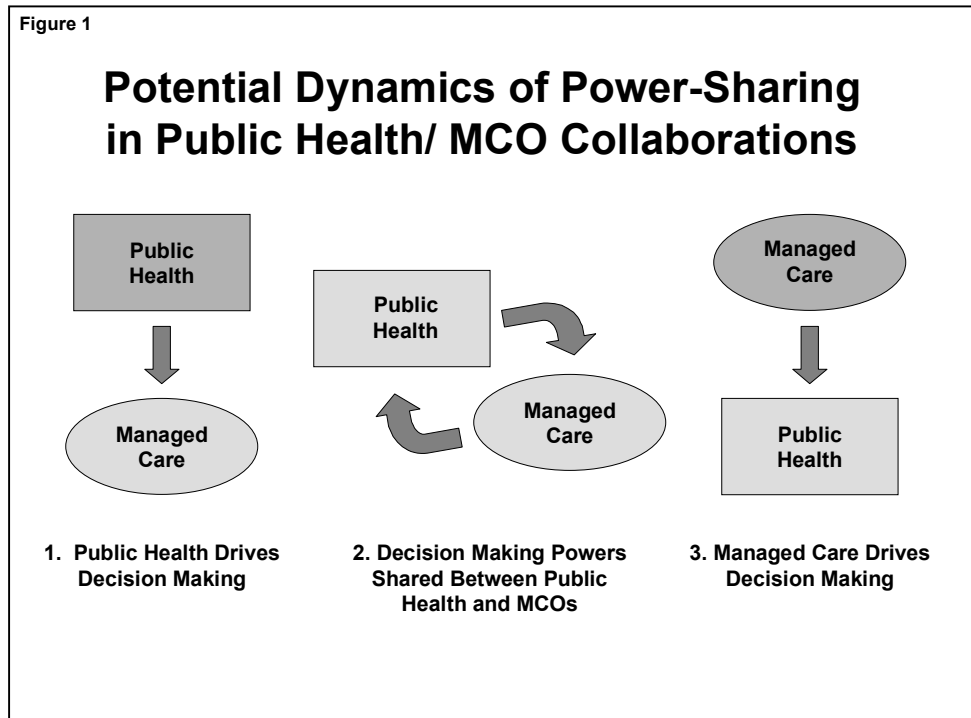 Figure 1
Potential Dynamics of Power-Sharing
in Public Health/ MCO Collaborations
Public
Health
Managed
Care
1. Public Health Drives
Decision Making
Public
Health
Managed
Care
2. Decision Making Powers
Shared Between Public
Health and MCOs
Managed
Care
Public
Health
3. Managed Care Drives
Decision Making